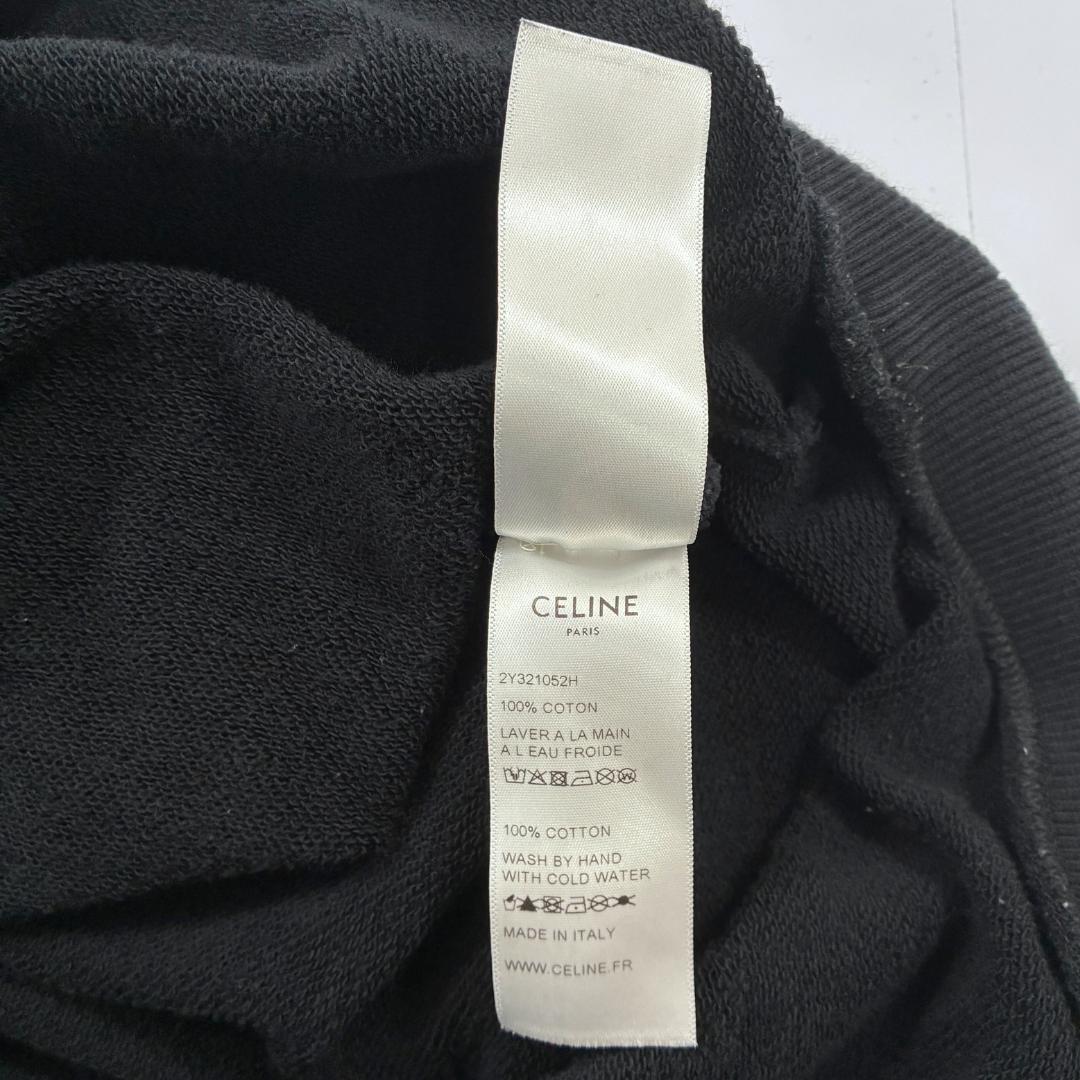 CELINE
PARIS
2Y321052H
100% COTON
LAVER A LA MAIN
A L EAU FROIDE
100% COTTON
WASH BY HAND
WITH COLD WATER
MADE IN ITALY
WWW.CELINE.FR